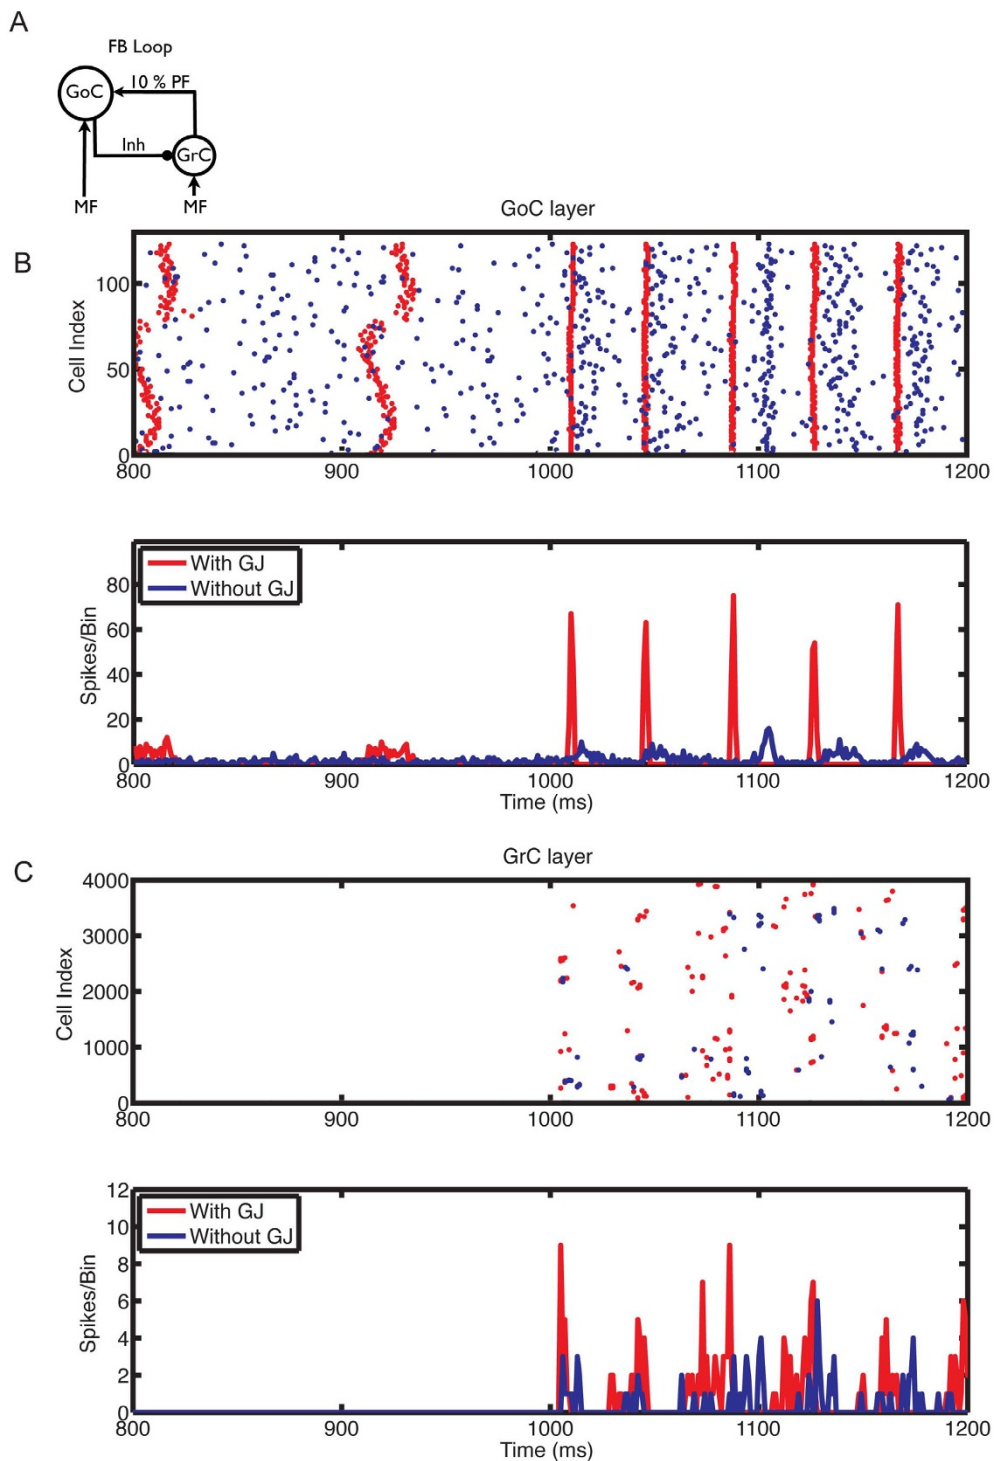 A
FB Loop
GoC
10 % PF
Inh
GrC
MF
MF
GoC layer
B
Cell Index
100
50
0
800
900
1000
1100
1200
With GJ
Without GJ
Spikes/Bin
80
60
40
20
0
800
900
1000
1100
1200
Time (ms)
GrC layer
C
Cell Index
4000
3000
2000
1000
0
800
900
1000
1100
1200
With GJ
Without GJ
Spikes/Bin
12
10
8
6
4
2
0
800
900
1000
1100
1200
Time (ms)